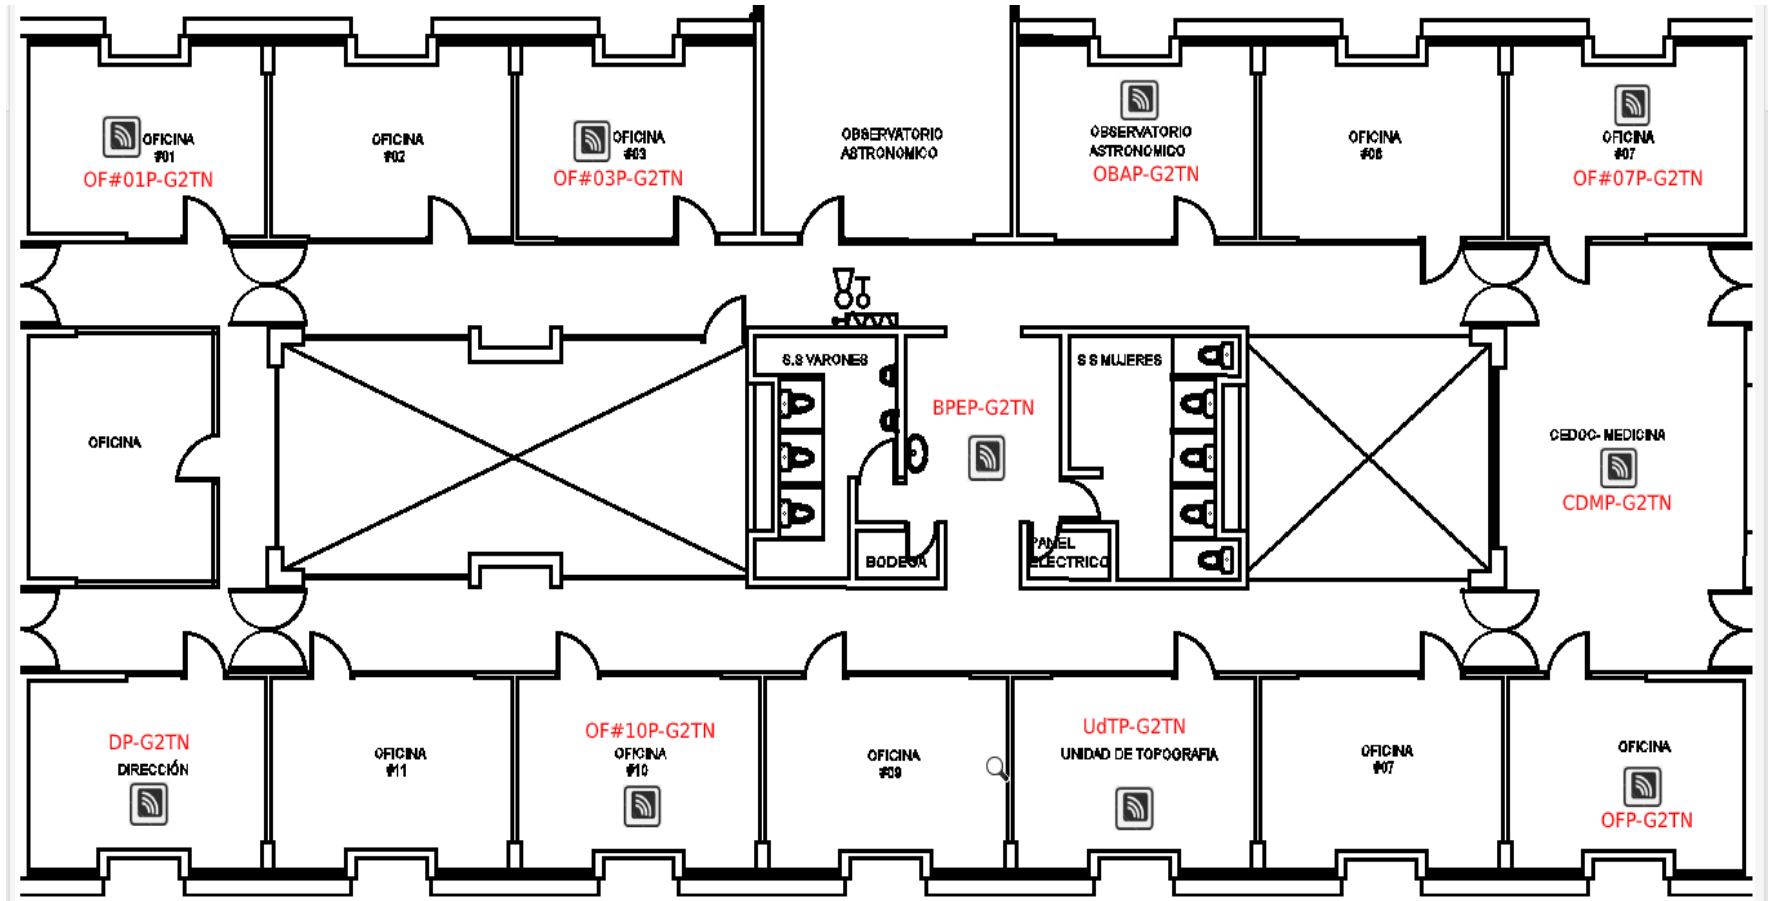 OFICINA
#01
OF#01P-G2TN
OFICINA
#02
OFICINA
#03
OF#03P-G2TN
OBSERVATORIO
ASTRONOMICO
OBSERVATORIO
ASTRONOMICO
OBAP-G2TN
OFICINA
#06
OFICINA
#07
OF#07P-G2TN
OFICINA
S.S VARONES
BODEGA
BPEP-G2TN
S S MUJERES
PANEL
ELECTRICO
CEDOC- MEDICINA
CDMP-G2TN
DP-G2TN
DIRECCIÓN
OFICINA
#11
OF#10P-G2TN
OFICINA
#10
OFICINA
#09
UdTP-G2TN
UNIDAD DE TOPOGRAFIA
OFICINA
#07
OFICINA
OFP-G2TN